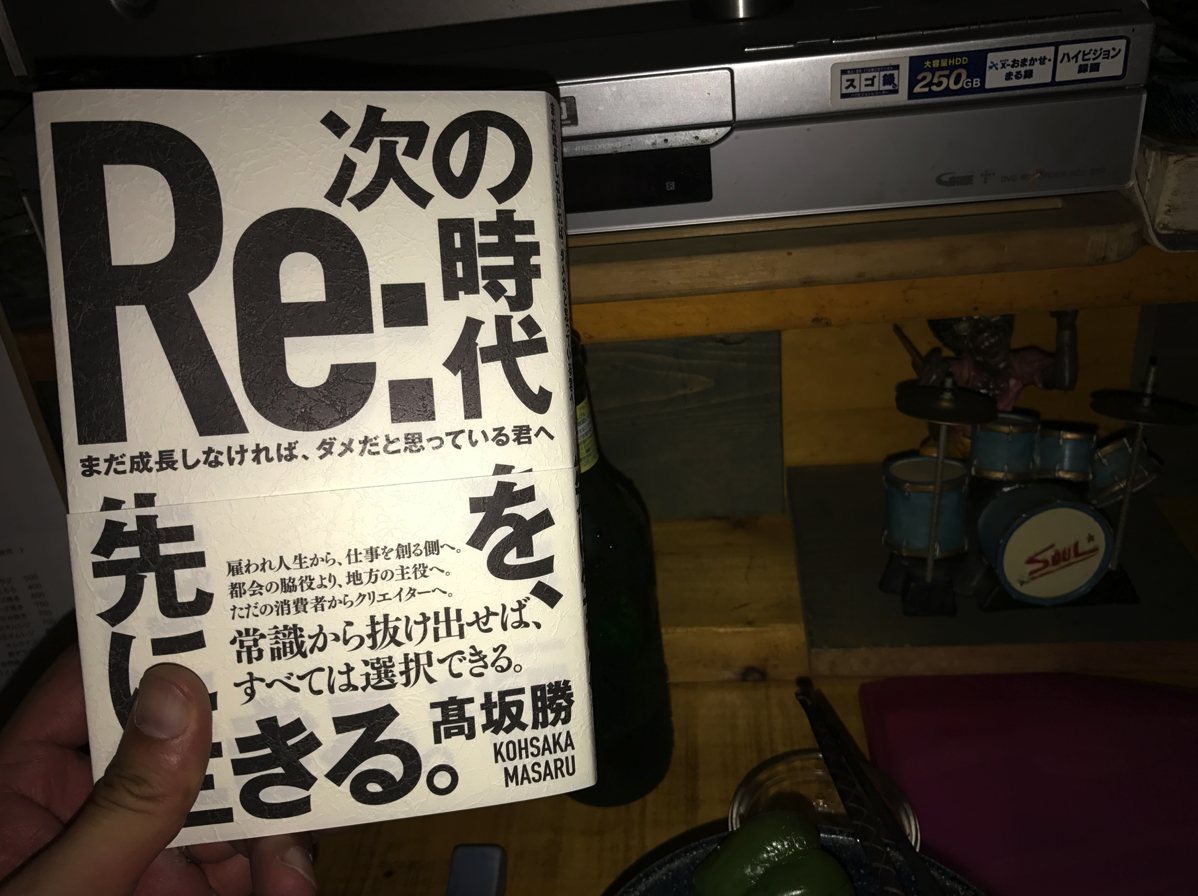 Re:
次の
時
代
を、
まだ成長しなければ、ダメだと思っている君へ
先に
生きる。
雇われ人生から、仕事を創る側へ。
都会の脇役より、地方の主役へ。
ただの消費者からクリエイターへ。
常識から抜け出せば、
すべては選択できる。
髙坂勝
KOHSAKA
MASARU
スゴ録
大容量HDD
250GB
x-おまかせ・
まる録
ハイビジョン
録画
SOUL